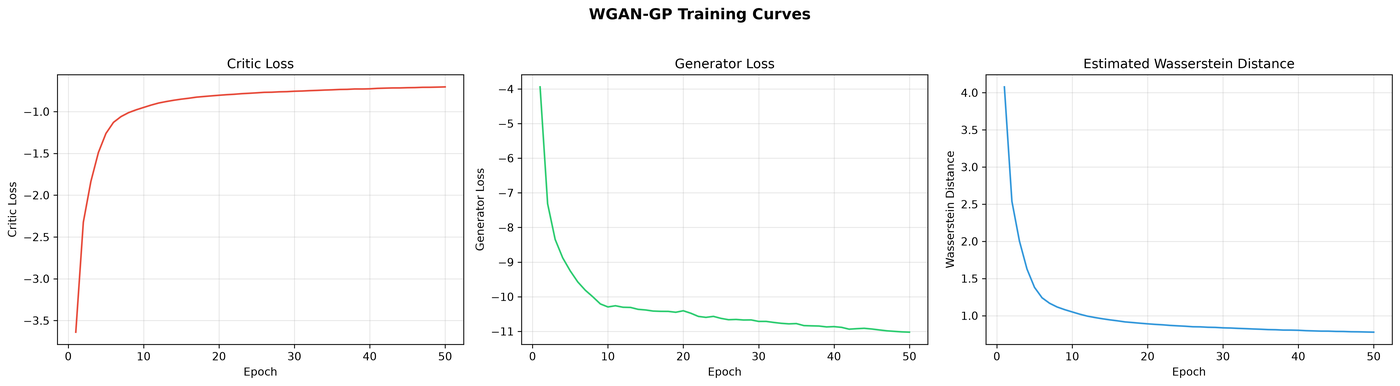 WGAN-GP Training Curves
Critic Loss
Critic Loss
−1.0
−1.5
−2.0
−2.5
−3.0
−3.5
0 10 20 30 40 50
Epoch
Generator Loss
Generator Loss
−4
−5
−6
−7
−8
−9
−10
−11
0 10 20 30 40 50
Epoch
Estimated Wasserstein Distance
Wasserstein Distance
4.0
3.5
3.0
2.5
2.0
1.5
1.0
0 10 20 30 40 50
Epoch